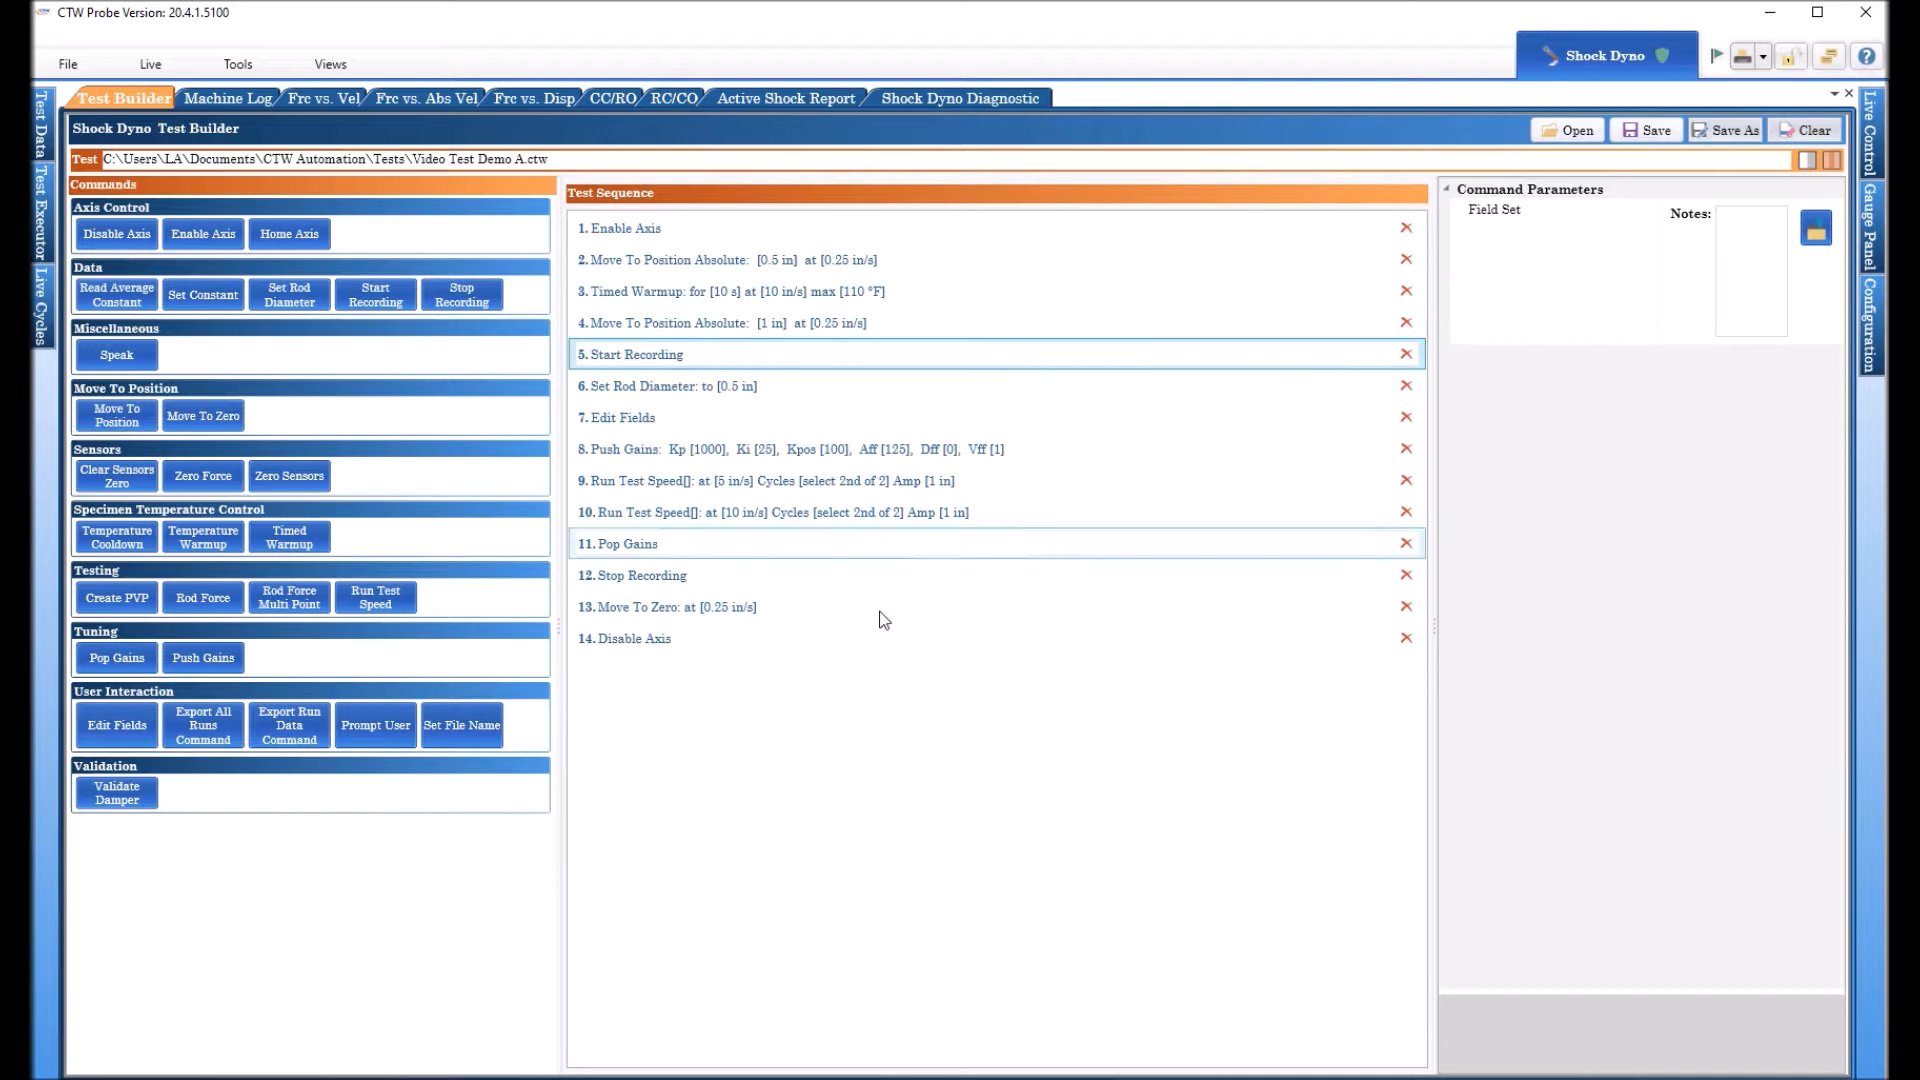 CTW Probe Version: 20.4.1.5100
File
Live
Tools
Views
Shock Dyno
Test Builder
Machine Log
Frc vs. Vel
Frc vs. Abs Vel
Frc vs. Disp
CC/RO
RC/CO
Active Shock Report
Shock Dyno Diagnostic
Test Data
Test Executor
Live Cycles
Shock Dyno Test Builder
Open
Save
Save As
Clear
Test C:\Users\LA\Documents\CTW Automation\Tests\Video Test Demo A.ctw
Commands
Axis Control
Disable Axis
Enable Axis
Home Axis
Data
Read Average
Constant
Set Constant
Set Rod
Diameter
Start
Recording
Stop
Recording
Miscellaneous
Speak
Move To Position
Move To
Position
Move To Zero
Sensors
Clear Sensors
Zero
Zero Force
Zero Sensors
Specimen Temperature Control
Temperature
Cooldown
Temperature
Warmup
Timed
Warmup
Testing
Create PVP
Rod Force
Rod Force
Multi Point
Run Test
Speed
Tuning
Pop Gains
Push Gains
User Interaction
Edit Fields
Export All
Runs
Command
Export Run
Data
Command
Prompt User
Set File Name
Validation
Validate
Damper
Test Sequence
1. Enable Axis
2. Move To Position Absolute: [0.5 in] at [0.25 in/s]
3. Timed Warmup: for [10 s] at [10 in/s] max [110 °F]
4. Move To Position Absolute: [1 in] at [0.25 in/s]
5. Start Recording
6. Set Rod Diameter: to [0.5 in]
7. Edit Fields
8. Push Gains: Kp [1000], Ki [25], Kpos [100], Aff [125], Dff [0], Vff [1]
9. Run Test Speed[]: at [5 in/s] Cycles [select 2nd of 2] Amp [1 in]
10. Run Test Speed[]: at [10 in/s] Cycles [select 2nd of 2] Amp [1 in]
11. Pop Gains
12. Stop Recording
13. Move To Zero: at [0.25 in/s]
14. Disable Axis
Command Parameters
Field Set
Notes:
Live Control
Gauge Panel
Configuration